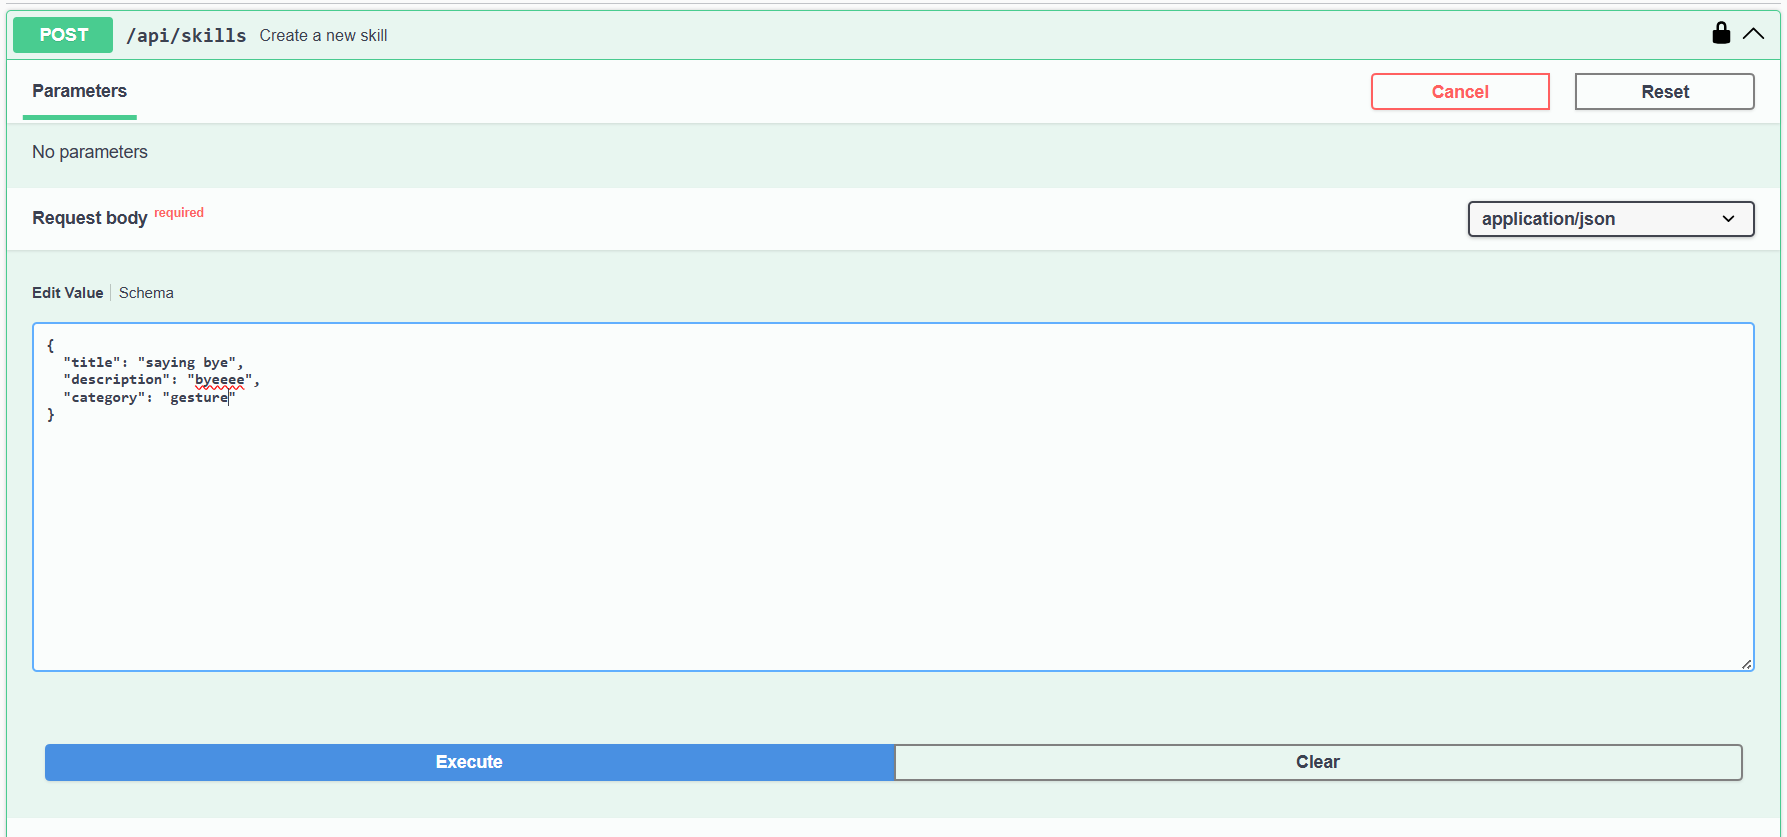 POST /api/skills Create a new skill
Parameters
Cancel Reset
No parameters
Request body required
application/json
Edit Value Schema
{
  "title": "saying bye",
  "description": "byeeee",
  "category": "gesture"
}
Execute Clear